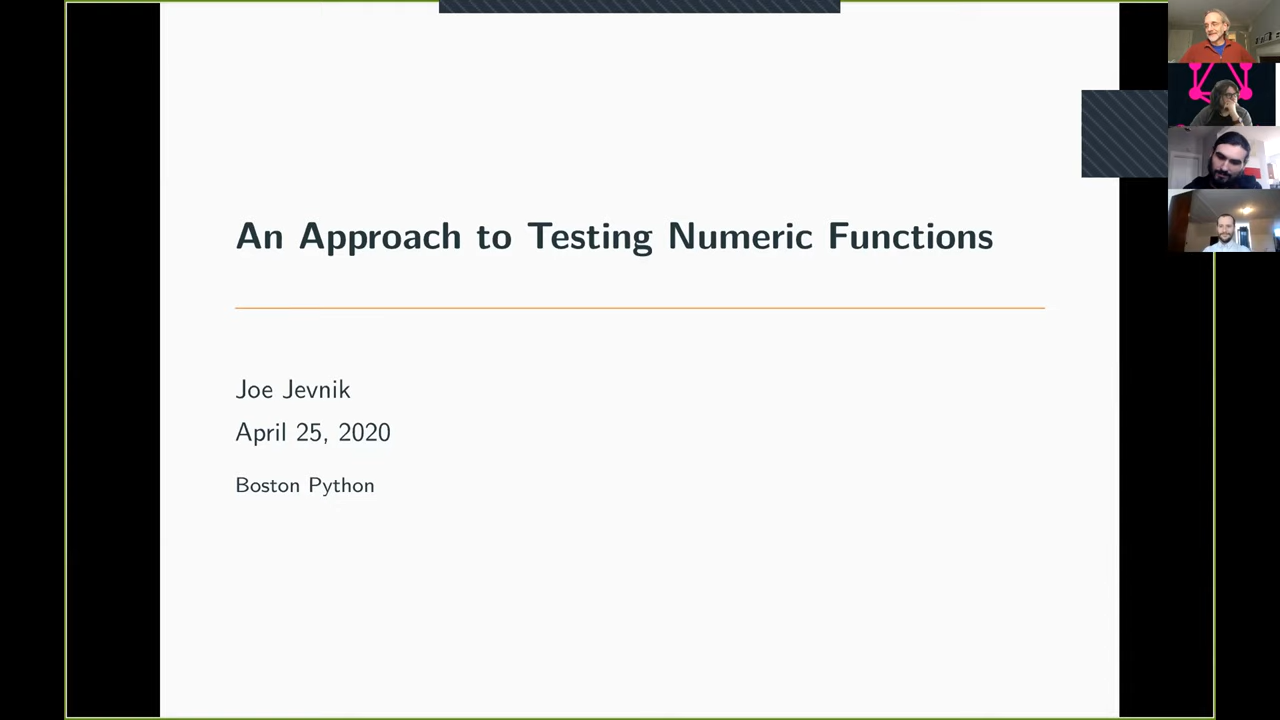 An Approach to Testing Numeric Functions
Joe Jevnik
April 25, 2020
Boston Python